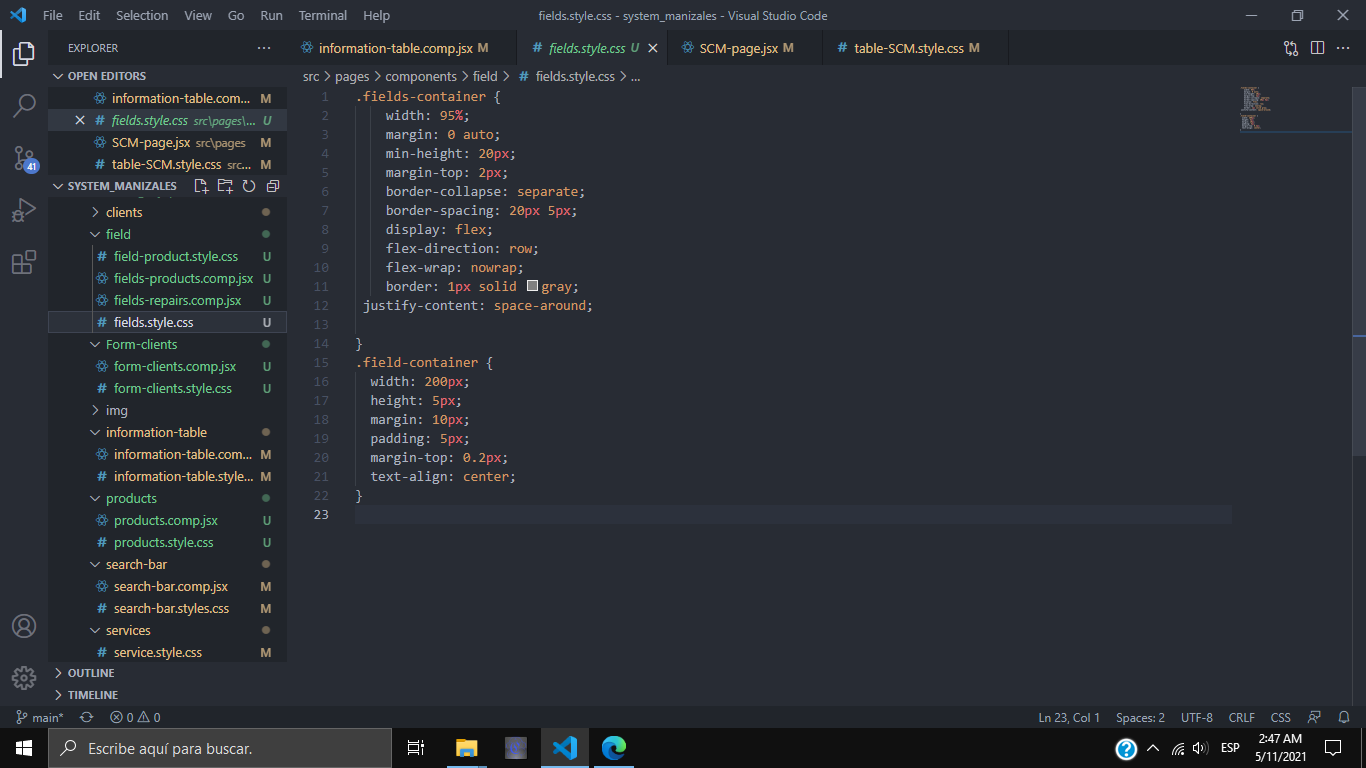 File Edit Selection View Go Run Terminal Help
fields.style.css - system_manizales - Visual Studio Code
EXPLORER
OPEN EDITORS
information-table.com... M
fields.style.css src\pages\... U
SCM-page.jsx src\pages M
table-SCM.style.css src... M
SYSTEM_MANIZALES
clients
field
field-product.style.css U
fields-products.comp.jsx U
fields-repairs.comp.jsx U
fields.style.css U
Form-clients
form-clients.comp.jsx U
form-clients.style.css U
img
information-table
information-table.com... M
information-table.style... M
products
products.comp.jsx U
products.style.css U
search-bar
search-bar.comp.jsx M
search-bar.styles.css M
services
service.style.css M
OUTLINE
TIMELINE
41
information-table.comp.jsx M
# fields.style.css U
SCM-page.jsx M
# table-SCM.style.css M
src > pages > components > field > # fields.style.css > ...
1 .fields-container {
2 width: 95%;
3 margin: 0 auto;
4 min-height: 20px;
5 margin-top: 2px;
6 border-collapse: separate;
7 border-spacing: 20px 5px;
8 display: flex;
9 flex-direction: row;
10 flex-wrap: nowrap;
11 border: 1px solid gray;
12 justify-content: space-around;
13
14 }
15 .field-container {
16 width: 200px;
17 height: 5px;
18 margin: 10px;
19 padding: 5px;
20 margin-top: 0.2px;
21 text-align: center;
22 }
23
main* 0 0
Ln 23, Col 1 Spaces: 2 UTF-8 CRLF CSS
Escribe aquí para buscar.
ESP
2:47 AM
5/11/2021